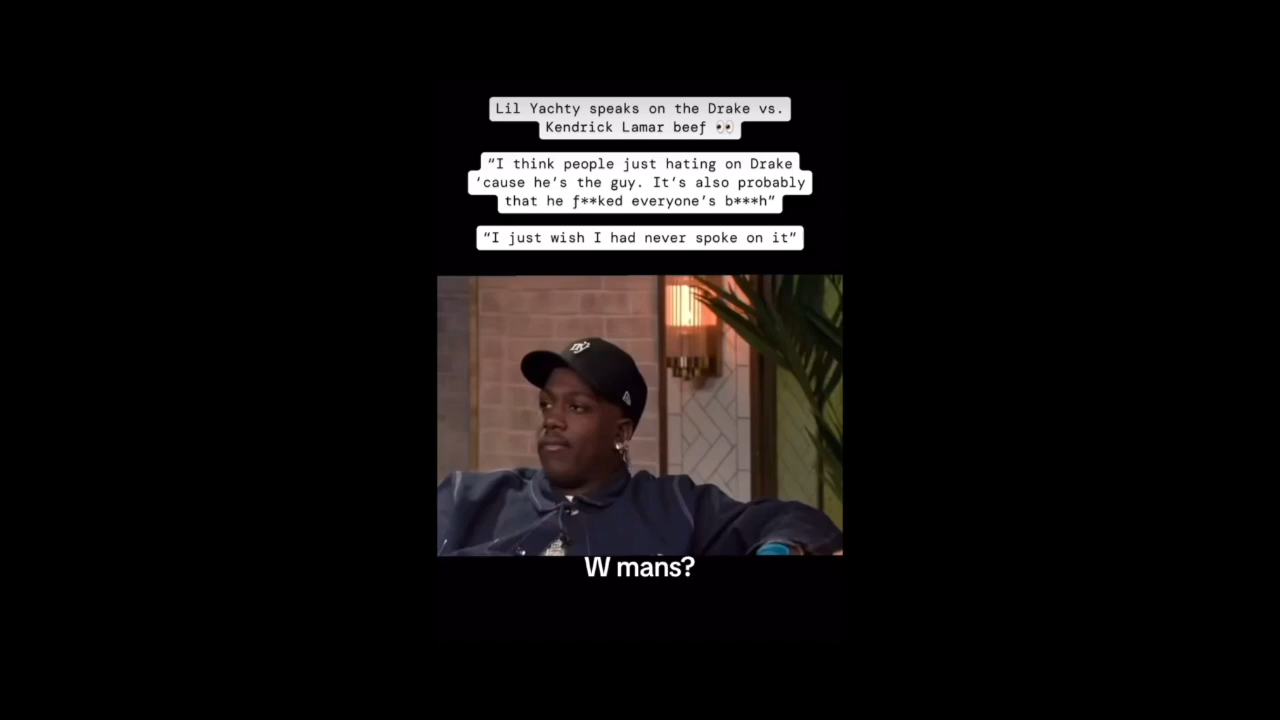 Lil Yachty speaks on the Drake vs.
Kendrick Lamar beef 👀
“I think people just hating on Drake
‘cause he’s the guy. It’s also probably
that he f**ked everyone’s b***h”
“I just wish I had never spoke on it”
W mans?